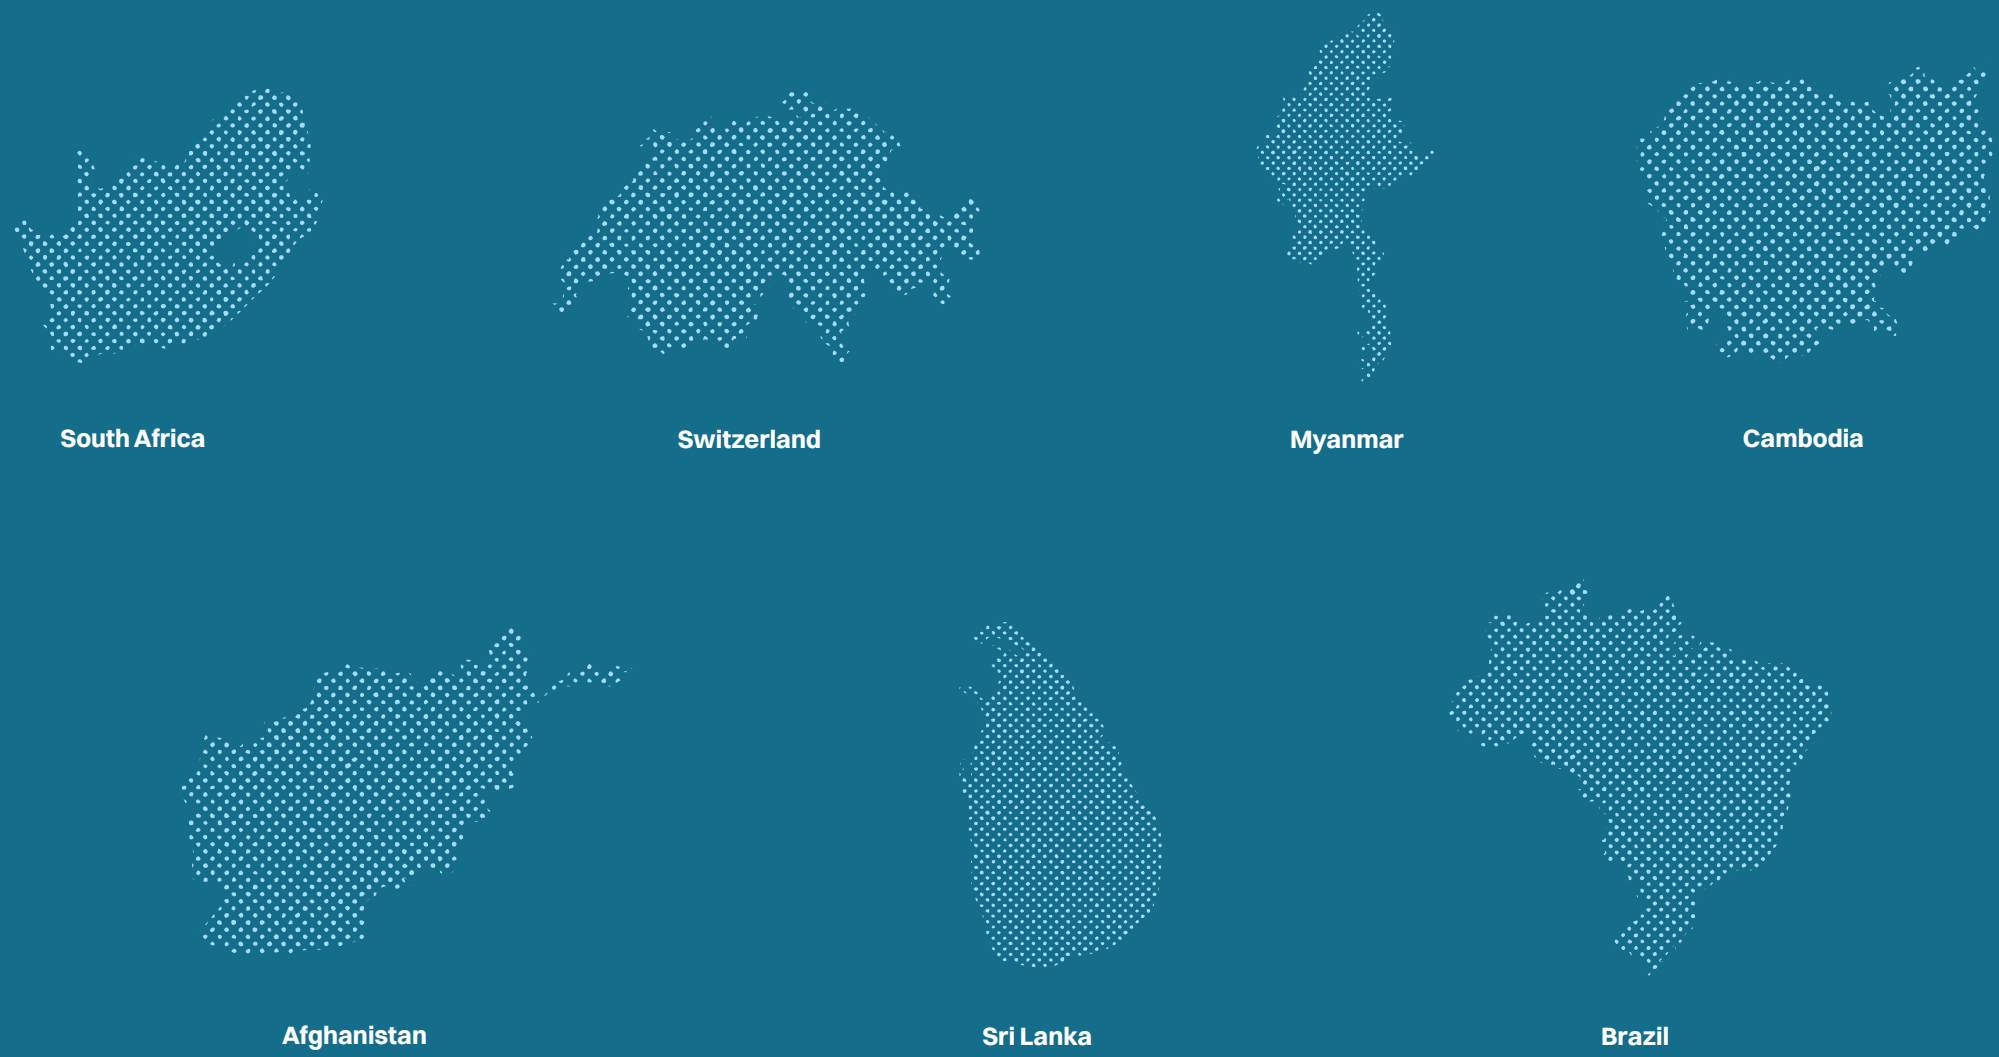 South Africa
Switzerland
Myanmar
Cambodia
Afghanistan
Sri Lanka
Brazil